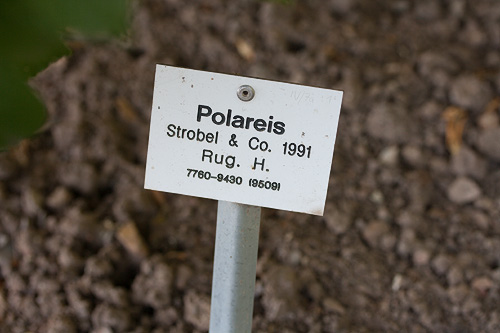 Polareis
Strobel & Co. 1991
Rug. H.
7760-9430 (9509)